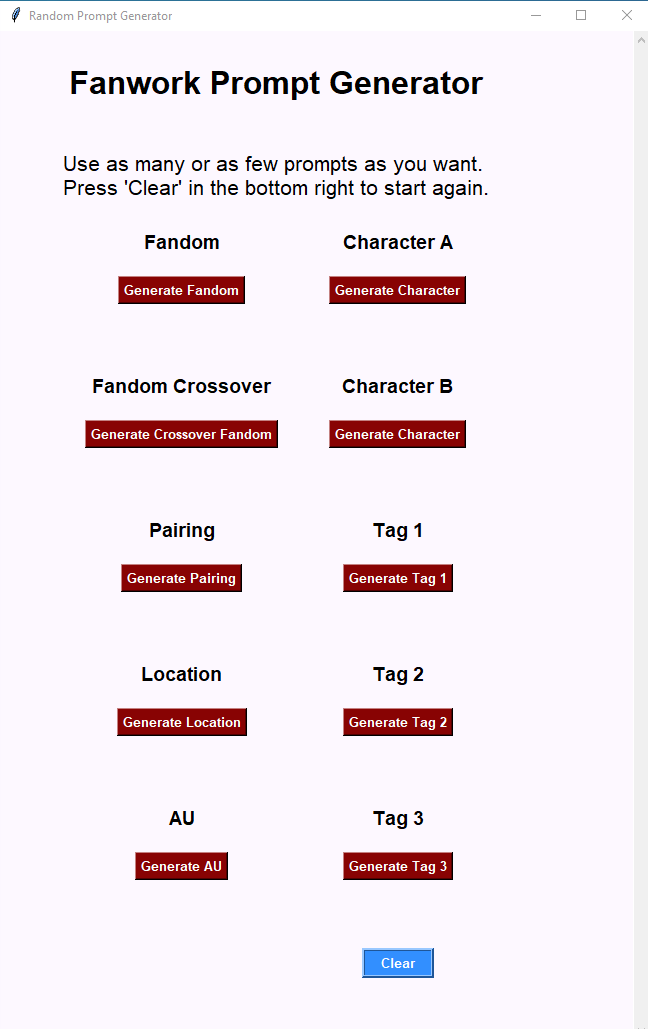 Random Prompt Generator
Fanwork Prompt Generator
Use as many or as few prompts as you want.
Press 'Clear' in the bottom right to start again.
Fandom
Character A
Generate Fandom
Generate Character
Fandom Crossover
Character B
Generate Crossover Fandom
Generate Character
Pairing
Tag 1
Generate Pairing
Generate Tag 1
Location
Tag 2
Generate Location
Generate Tag 2
AU
Tag 3
Generate AU
Generate Tag 3
Clear